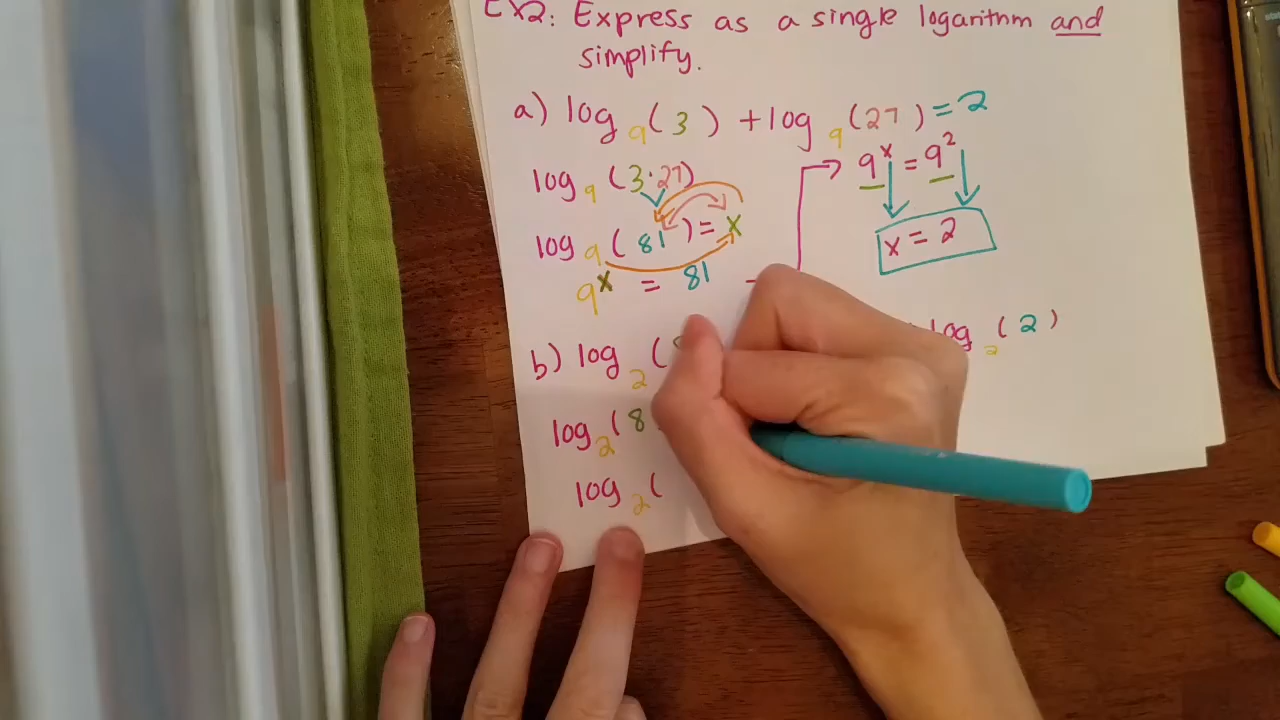 Ex2: Express as a single logarithm and
simplify.
a) log₉(3) + log₉(27) = 2
log₉(3·27)
log₉(81) = x
9ˣ = 81
9ˣ = 9²
x = 2
b) log₂(8 log₂(2)
log₂(8
log₂(